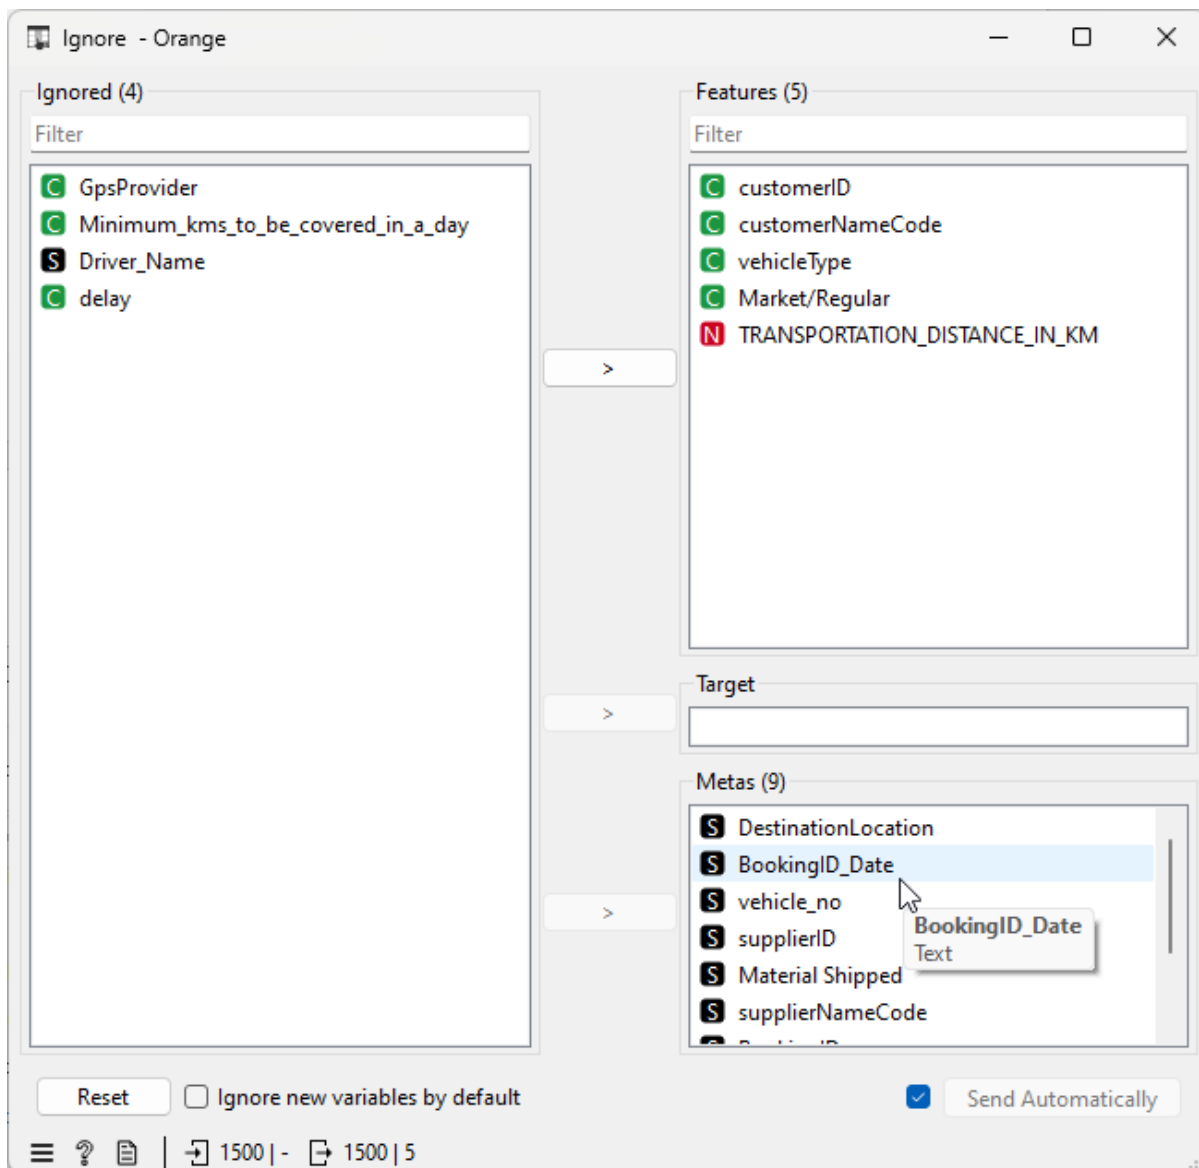 Ignore - Orange
Ignored (4)
Filter
C GpsProvider
C Minimum_kms_to_be_covered_in_a_day
S Driver_Name
C delay
>
>
>
Features (5)
Filter
C customerID
C customerNameCode
C vehicleType
C Market/Regular
N TRANSPORTATION_DISTANCE_IN_KM
Target
Metas (9)
S DestinationLocation
S BookingID_Date
S vehicle_no
S supplierID
S Material Shipped
S supplierNameCode
BookingID_Date
Text
Reset
Ignore new variables by default
Send Automatically
? 1500 | - 1500 | 5